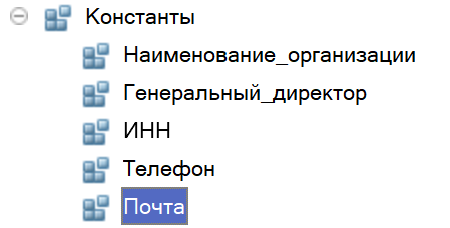 Константы
Наименование_организации
Генеральный_директор
ИНН
Телефон
Почта